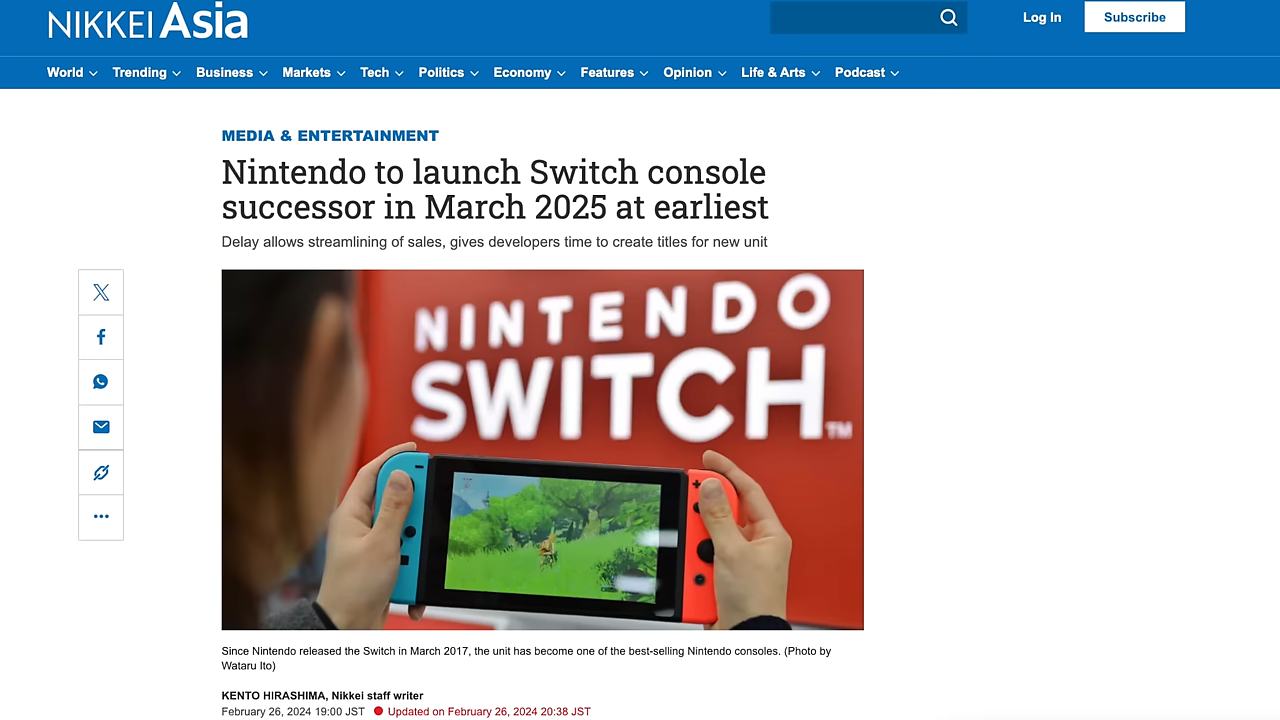 NIKKEI Asia
Log In
Subscribe
World
Trending
Business
Markets
Tech
Politics
Economy
Features
Opinion
Life & Arts
Podcast
MEDIA & ENTERTAINMENT
Nintendo to launch Switch console
successor in March 2025 at earliest
Delay allows streamlining of sales, gives developers time to create titles for new unit
NINTENDO
SWITCH
TM
Since Nintendo released the Switch in March 2017, the unit has become one of the best-selling Nintendo consoles. (Photo by
Wataru Ito)
KENTO HIRASHIMA, Nikkei staff writer
February 26, 2024 19:00 JST Updated on February 26, 2024 20:38 JST